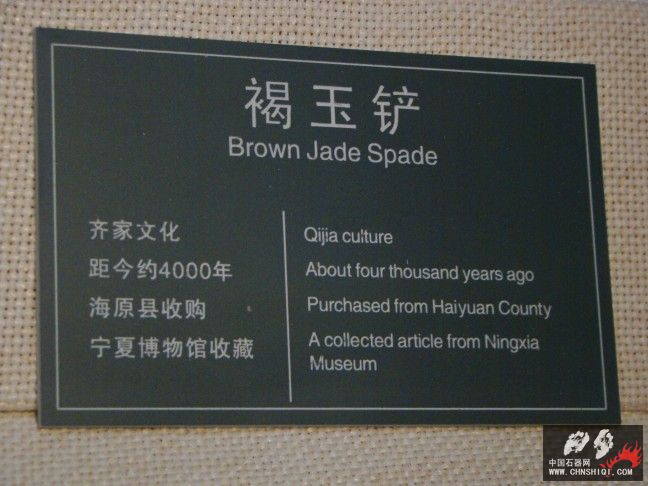 褐玉铲
Brown Jade Spade
齐家文化
距今约4000年
海原县收购
宁夏博物馆收藏
Qijia culture
About four thousand years ago
Purchased from Haiyuan County
A collected article from Ningxia
Museum
中国石器网
WWW.CHNSHIQI.COM